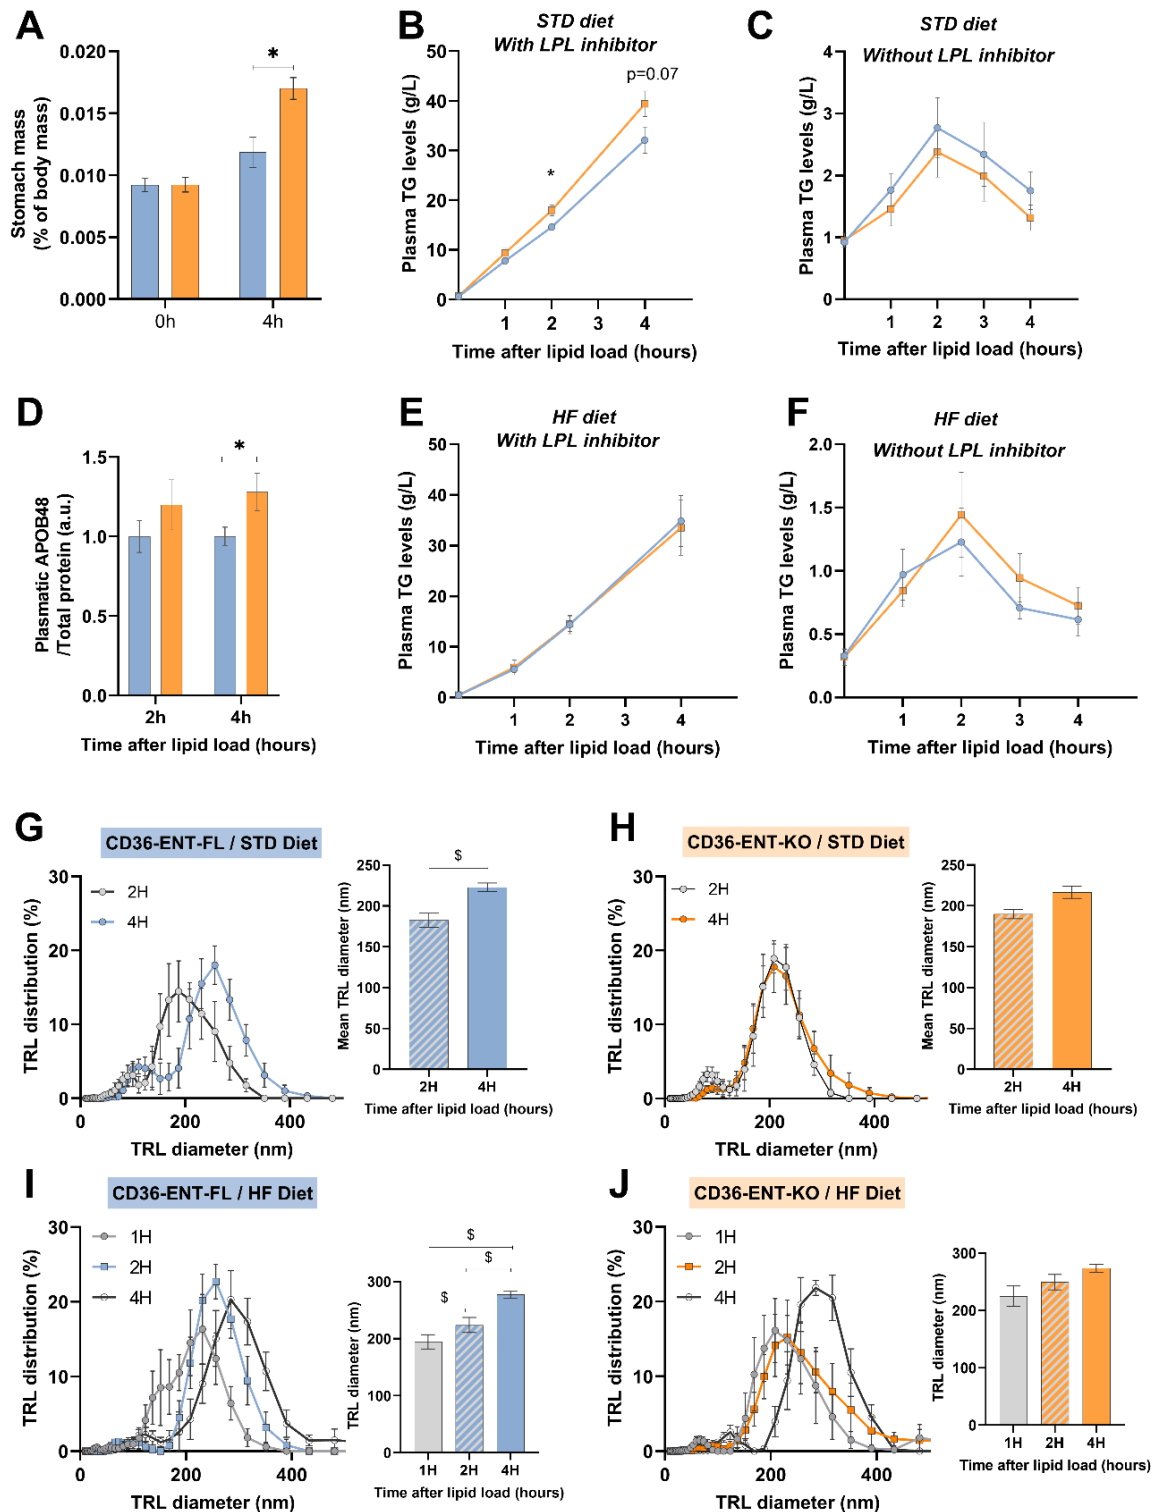 A
Stomach mass
(% of body mass)
0.020
0.015
0.010
0.005
0.000
*
0h
4h
B
STD diet
With LPL inhibitor
Plasma TG levels (g/L)
50
40
30
20
10
0
*
p=0.07
1
2
3
4
Time after lipid load (hours)
C
STD diet
Without LPL inhibitor
Plasma TG levels (g/L)
4
3
2
1
0
1
2
3
4
Time after lipid load (hours)
D
Plasmatic APOB48
/Total protein (a.u.)
1.5
1.0
0.5
0.0
*
2h
4h
Time after lipid load (hours)
E
HF diet
With LPL inhibitor
Plasma TG levels (g/L)
50
40
30
20
10
0
1
2
3
4
Time after lipid load (hours)
F
HF diet
Without LPL inhibitor
Plasma TG levels (g/L)
2.0
1.5
1.0
0.5
0.0
1
2
3
4
Time after lipid load (hours)
G
CD36-ENT-FL / STD Diet
TRL distribution (%)
30
20
10
0
2H
4H
0
200
400
TRL diameter (nm)
Mean TRL diameter (nm)
250
200
150
100
50
0
$
2H
4H
Time after lipid load (hours)
H
CD36-ENT-KO / STD Diet
TRL distribution (%)
30
20
10
0
2H
4H
0
200
400
TRL diameter (nm)
Mean TRL diameter (nm)
250
200
150
100
50
0
2H
4H
Time after lipid load (hours)
I
CD36-ENT-FL / HF Diet
TRL distribution (%)
30
20
10
0
1H
2H
4H
0
200
400
TRL diameter (nm)
TRL diameter (nm)
300
200
100
0
$
$
$
1H
2H
4H
Time after lipid load (hours)
J
CD36-ENT-KO / HF Diet
TRL distribution (%)
30
20
10
0
1H
2H
4H
0
200
400
TRL diameter (nm)
TRL diameter (nm)
300
200
100
0
1H
2H
4H
Time after lipid load (hours)